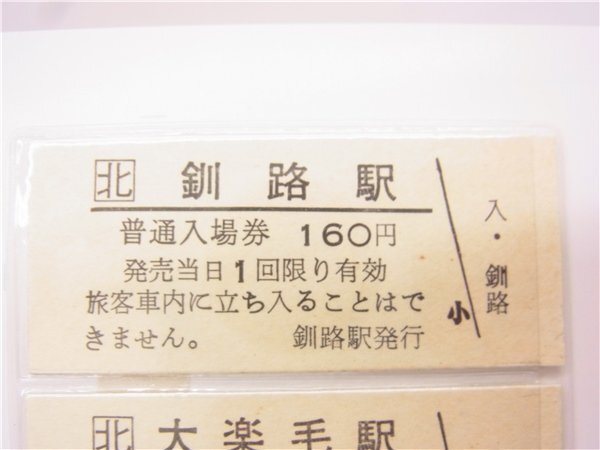 北 釧路駅
普通入場券 160円
発売当日1回限り有効
旅客車内に立ち入ることはで
きません。 釧路駅発行
小
入・釧路
北 大楽毛駅